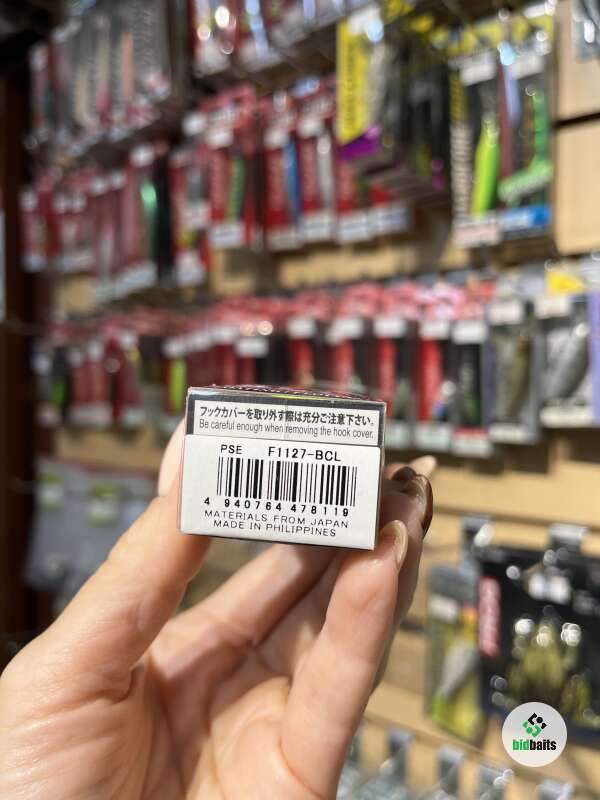 フックカバーを取り外す際は充分ご注意下さい。
Be careful enough when removing the hook cover.
PSE F1127-BCL
4 940764 478119
MATERIALS FROM JAPAN
MADE IN PHILIPPINES
bidbaits